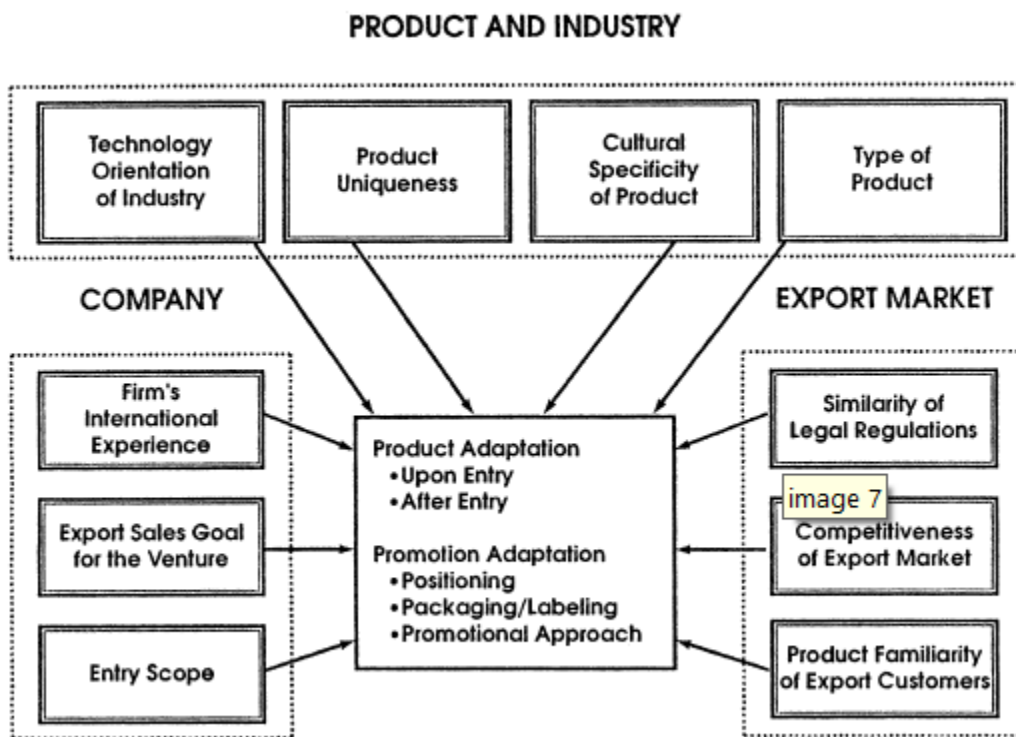 PRODUCT AND INDUSTRY
Technology
Orientation
of Industry
Product
Uniqueness
Cultural
Specificity
of Product
Type of
Product
COMPANY
EXPORT MARKET
Firm's
International
Experience
Export Sales Goal
for the Venture
Entry Scope
Product Adaptation
•Upon Entry
•After Entry
Promotion Adaptation
•Positioning
•Packaging/Labeling
•Promotional Approach
Similarity of
Legal Regulations
image 7
Competitiveness
of Export Market
Product Familiarity
of Export Customers